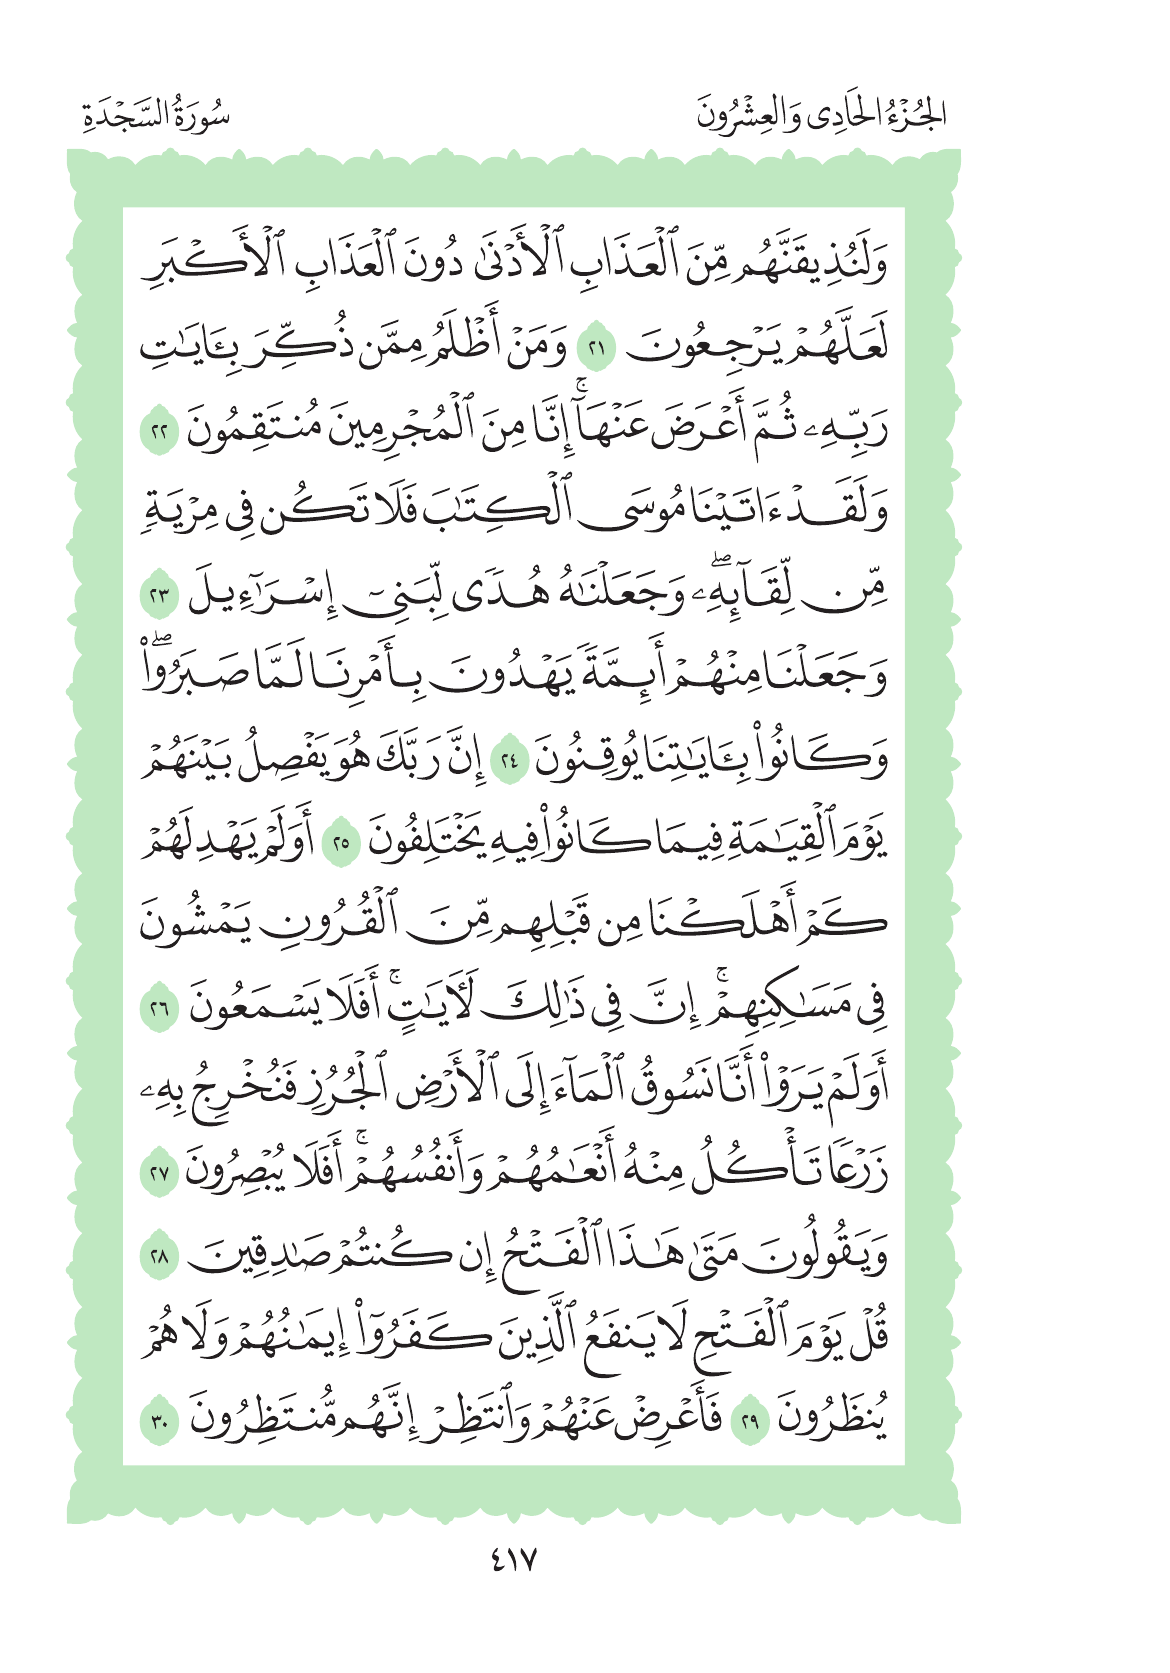 الجُزْءُ الحَادِى وَالعِشْرُونَ
سُورَةُ السَّجْدَةِ
وَلَنُذِيقَنَّهُم مِّنَ ٱلْعَذَابِ ٱلْأَدْنَىٰ دُونَ ٱلْعَذَابِ ٱلْأَكْبَرِ
لَعَلَّهُمْ يَرْجِعُونَ ٢١ وَمَنْ أَظْلَمُ مِمَّن ذُكِّرَ بِـَٔايَـٰتِ
رَبِّهِۦ ثُمَّ أَعْرَضَ عَنْهَآ ۚ إِنَّا مِنَ ٱلْمُجْرِمِينَ مُنتَقِمُونَ ٢٢
وَلَقَدْ ءَاتَيْنَا مُوسَى ٱلْكِتَـٰبَ فَلَا تَكُن فِى مِرْيَةٍ
مِّن لِّقَآئِهِۦ ۖ وَجَعَلْنَـٰهُ هُدًى لِّبَنِىٓ إِسْرَٰٓءِيلَ ٢٣
وَجَعَلْنَا مِنْهُمْ أَئِمَّةً يَهْدُونَ بِأَمْرِنَا لَمَّا صَبَرُوا۟ ۖ
وَكَانُوا۟ بِـَٔايَـٰتِنَا يُوقِنُونَ ٢٤ إِنَّ رَبَّكَ هُوَ يَفْصِلُ بَيْنَهُمْ
يَوْمَ ٱلْقِيَـٰمَةِ فِيمَا كَانُوا۟ فِيهِ يَخْتَلِفُونَ ٢٥ أَوَلَمْ يَهْدِ لَهُمْ
كَمْ أَهْلَكْنَا مِن قَبْلِهِم مِّنَ ٱلْقُرُونِ يَمْشُونَ
فِى مَسَـٰكِنِهِمْ ۚ إِنَّ فِى ذَٰلِكَ لَـَٔايَـٰتٍ ۚ أَفَلَا يَسْمَعُونَ ٢٦
أَوَلَمْ يَرَوْا۟ أَنَّا نَسُوقُ ٱلْمَآءَ إِلَى ٱلْأَرْضِ ٱلْجُرُزِ فَنُخْرِجُ بِهِۦ
زَرْعًا تَأْكُلُ مِنْهُ أَنْعَـٰمُهُمْ وَأَنفُسُهُمْ ۚ أَفَلَا يُبْصِرُونَ ٢٧
وَيَقُولُونَ مَتَىٰ هَـٰذَا ٱلْفَتْحُ إِن كُنتُمْ صَـٰدِقِينَ ٢٨
قُلْ يَوْمَ ٱلْفَتْحِ لَا يَنفَعُ ٱلَّذِينَ كَفَرُوٓا۟ إِيمَـٰنُهُمْ وَلَا هُمْ
يُنظَرُونَ ٢٩ فَأَعْرِضْ عَنْهُمْ وَٱنتَظِرْ إِنَّهُم مُّنتَظِرُونَ ٣٠
٤١٧